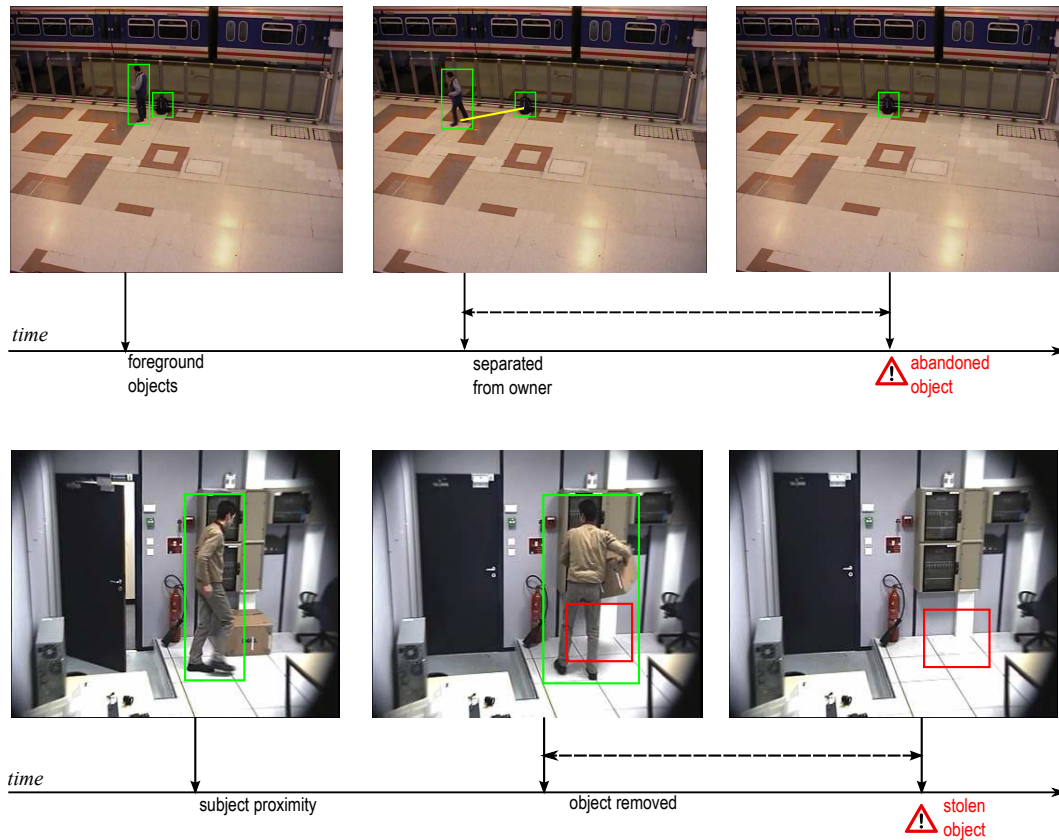 time
foreground
objects
separated
from owner
abandoned
object
time
subject proximity
object removed
stolen
object